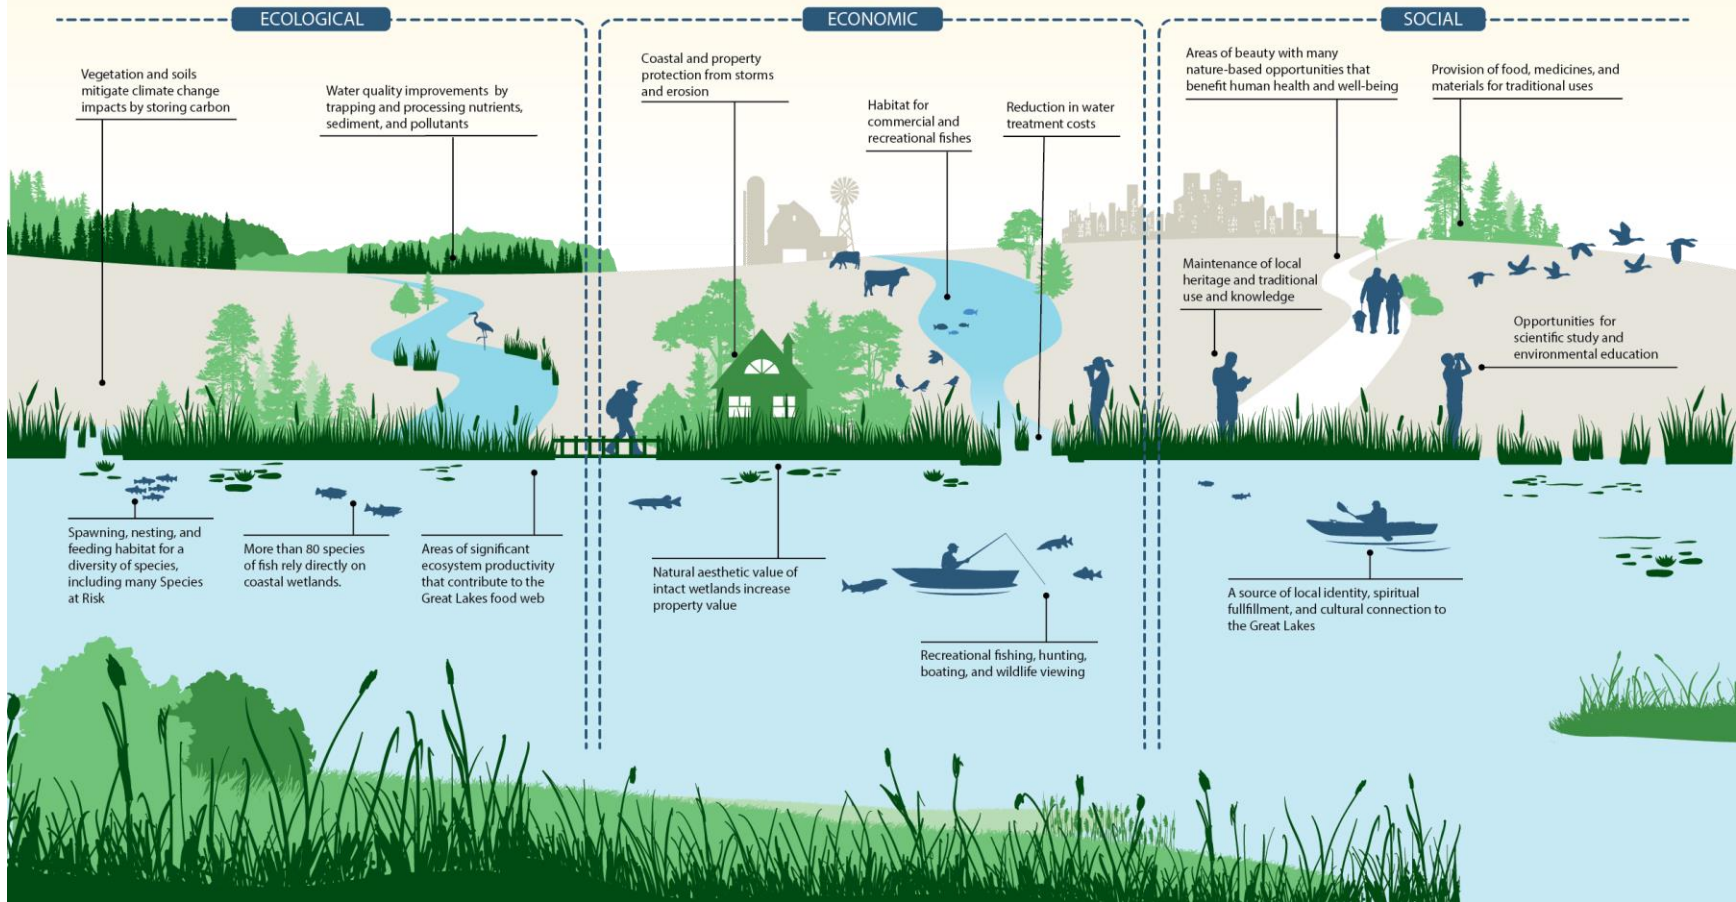 ECOLOGICAL
Vegetation and soils
mitigate climate change
impacts by storing carbon
Water quality improvements by
trapping and processing nutrients,
sediment, and pollutants
Spawning, nesting, and
feeding habitat for a
diversity of species,
including many Species
at Risk
More than 80 species
of fish rely directly on
coastal wetlands.
Areas of significant
ecosystem productivity
that contribute to the
Great Lakes food web
ECONOMIC
Coastal and property
protection from storms
and erosion
Habitat for
commercial and
recreational fishes
Reduction in water
treatment costs
Natural aesthetic value of
intact wetlands increase
property value
Recreational fishing, hunting,
boating, and wildlife viewing
SOCIAL
Areas of beauty with many
nature-based opportunities that
benefit human health and well-being
Provision of food, medicines, and
materials for traditional uses
Maintenance of local
heritage and traditional
use and knowledge
Opportunities for
scientific study and
environmental education
A source of local identity, spiritual
fullfillment, and cultural connection to
the Great Lakes